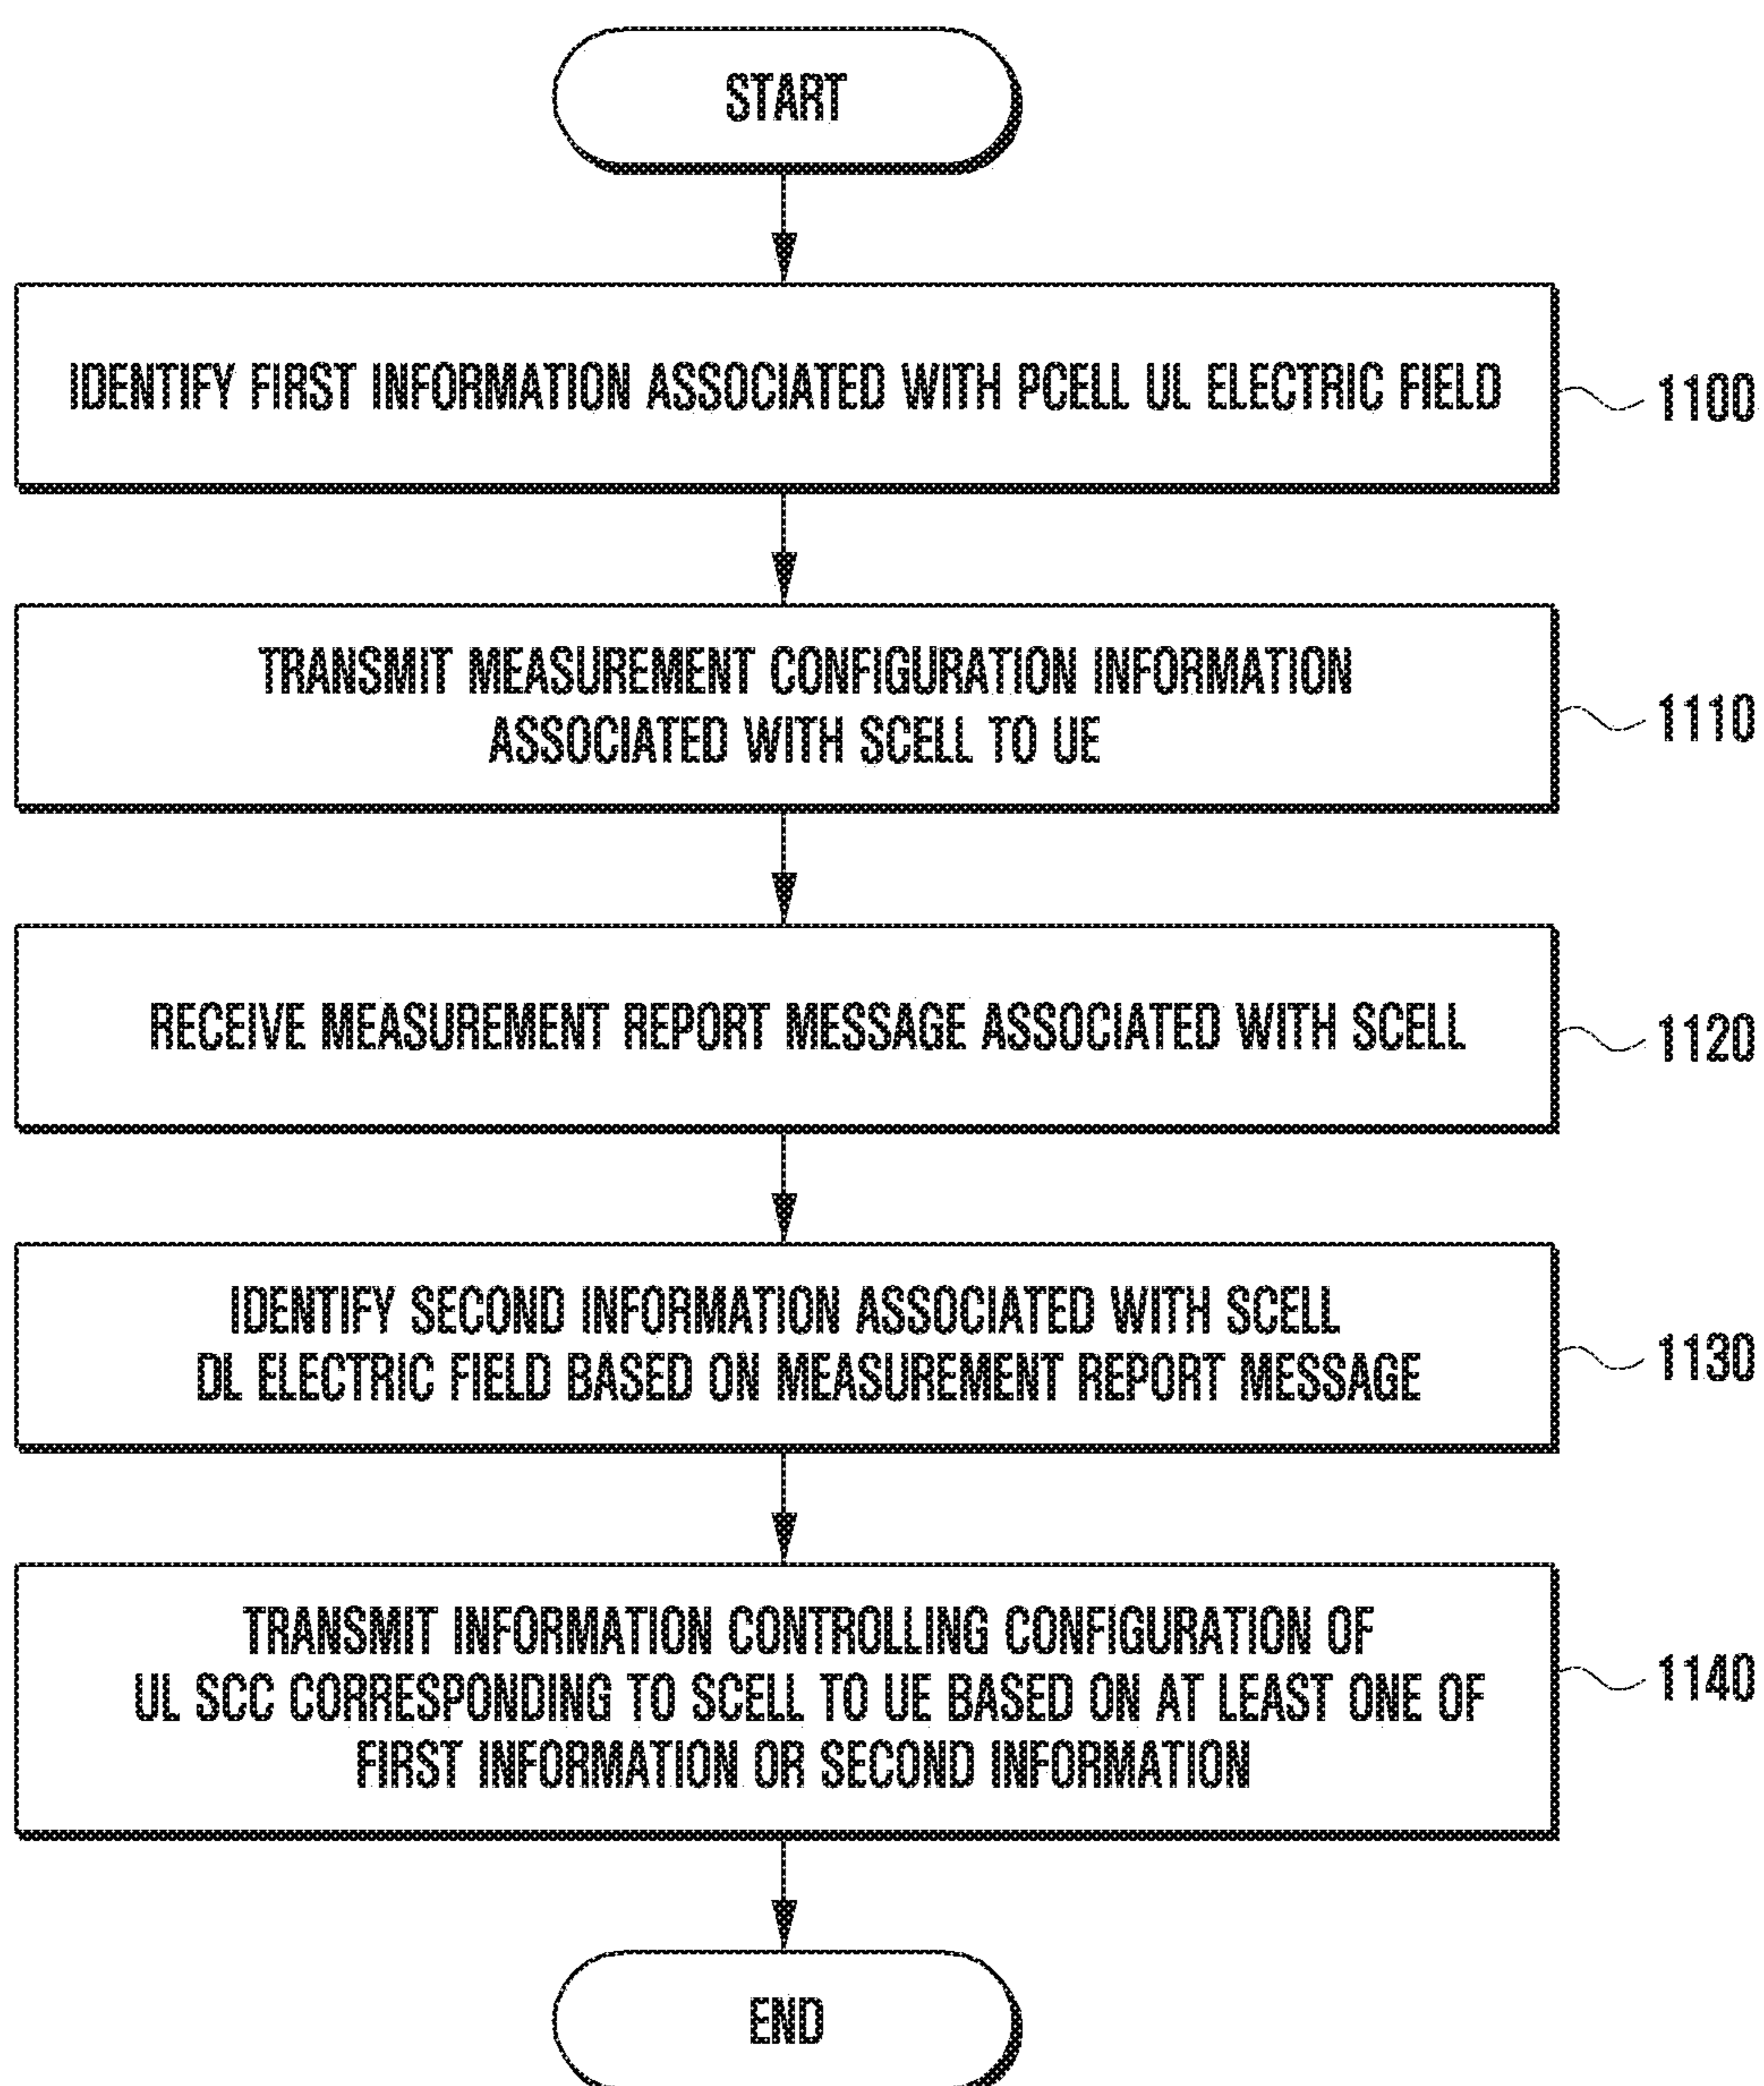 START
IDENTIFY FIRST INFORMATION ASSOCIATED WITH PCELL UL ELECTRIC FIELD
1100
TRANSMIT MEASUREMENT CONFIGURATION INFORMATION
ASSOCIATED WITH SCELL TO UE
1110
RECEIVE MEASUREMENT REPORT MESSAGE ASSOCIATED WITH SCELL
1120
IDENTIFY SECOND INFORMATION ASSOCIATED WITH SCELL
DL ELECTRIC FIELD BASED ON MEASUREMENT REPORT MESSAGE
1130
TRANSMIT INFORMATION CONTROLLING CONFIGURATION OF
UL SCC CORRESPONDING TO SCELL TO UE BASED ON AT LEAST ONE OF
FIRST INFORMATION OR SECOND INFORMATION
1140
END